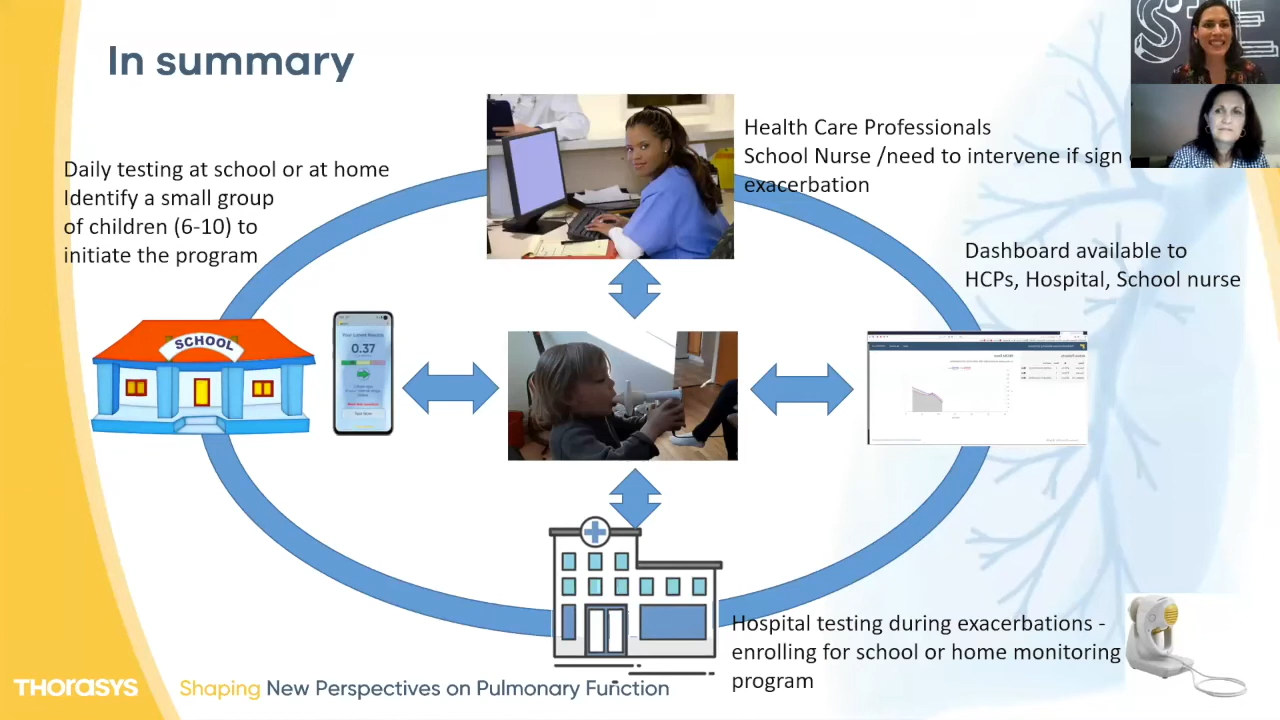 In summary
Daily testing at school or at home
Identify a small group
of children (6-10) to
initiate the program
Health Care Professionals
School Nurse /need to intervene if sign
exacerbation
Dashboard available to
HCPs, Hospital, School nurse
SCHOOL
0.37
Test Now
Hospital testing during exacerbations -
enrolling for school or home monitoring
program
THORASYS
Shaping New Perspectives on Pulmonary Function